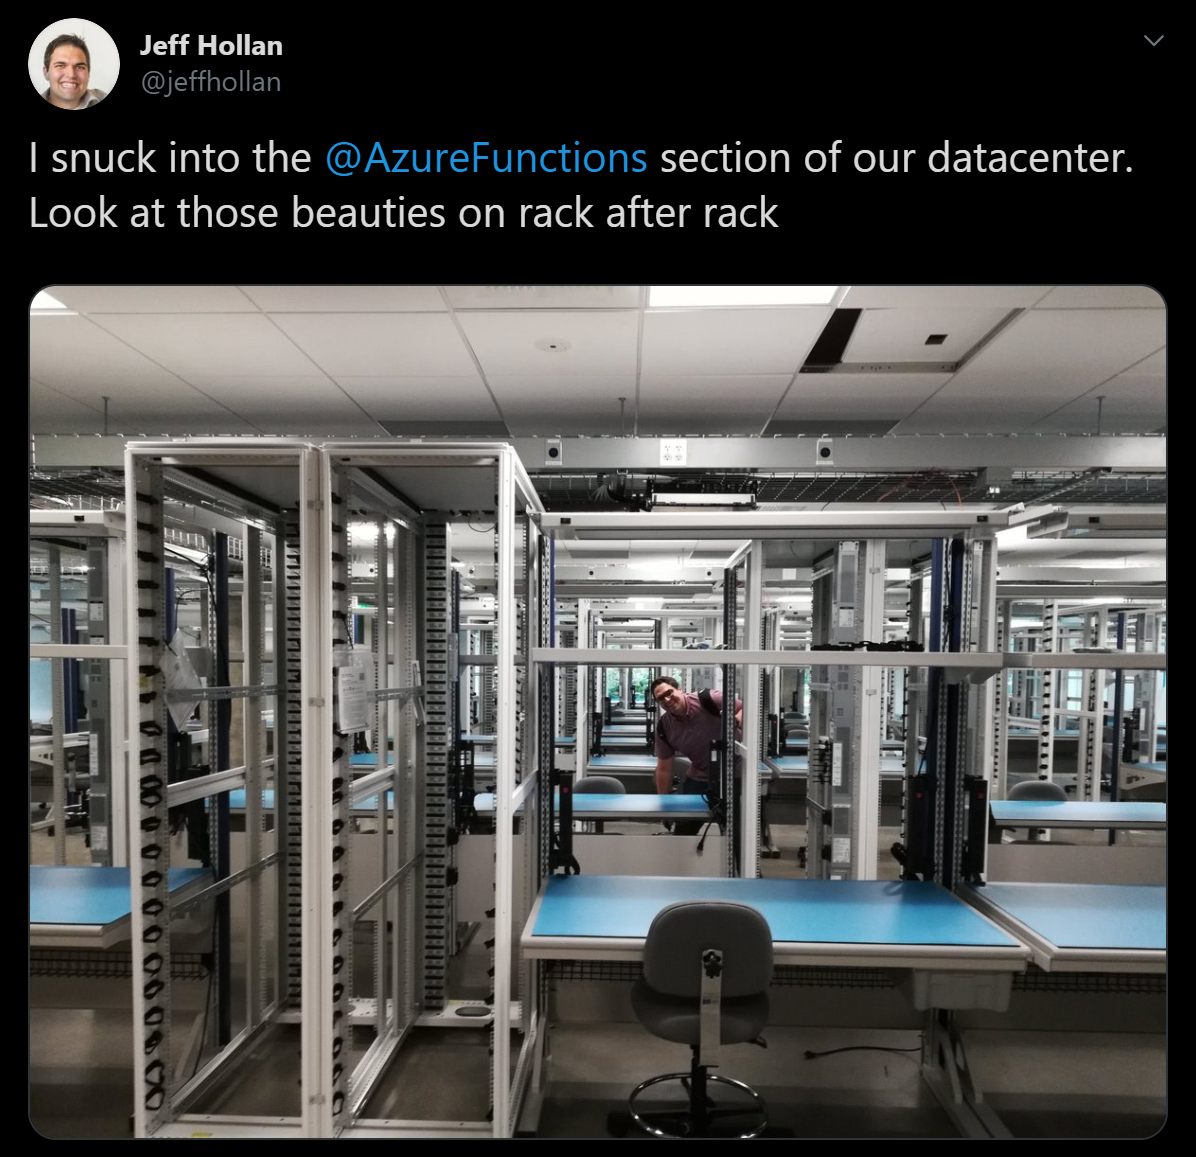 Jeff Hollan
@jeffhollan
I snuck into the @AzureFunctions section of our datacenter.
Look at those beauties on rack after rack